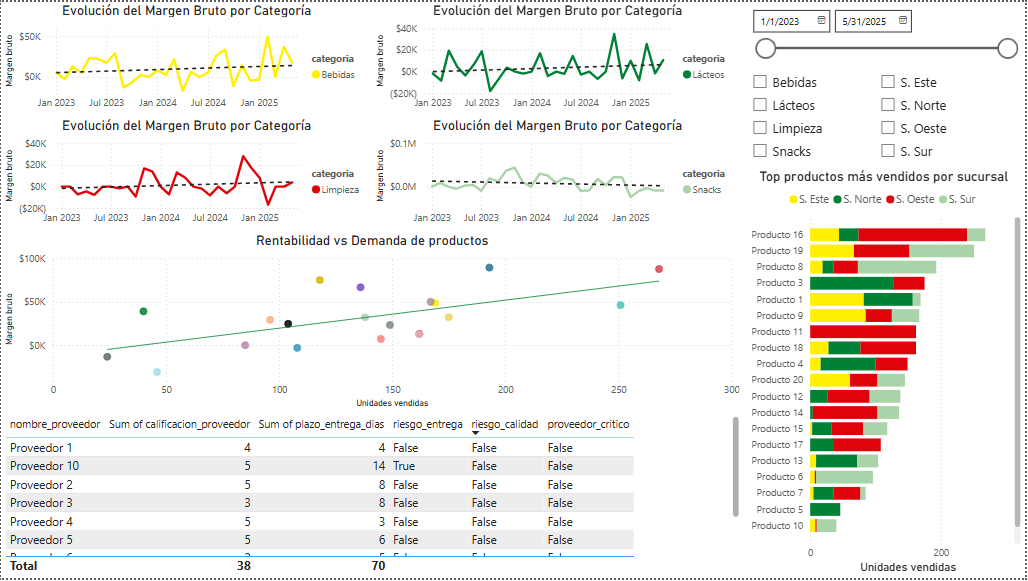 Evolución del Margen Bruto por Categoría
Margen bruto
$50K
$0K
Jan 2023 Jul 2023 Jan 2024 Jul 2024 Jan 2025
categoria
Bebidas
Evolución del Margen Bruto por Categoría
Margen bruto
$40K
$20K
$0K
($20K)
Jan 2023 Jul 2023 Jan 2024 Jul 2024 Jan 2025
categoria
Lácteos
Evolución del Margen Bruto por Categoría
Margen bruto
$40K
$20K
$0K
($20K)
Jan 2023 Jul 2023 Jan 2024 Jul 2024 Jan 2025
categoria
Limpieza
Evolución del Margen Bruto por Categoría
Margen bruto
$0.1M
$0.0M
Jan 2023 Jul 2023 Jan 2024 Jul 2024 Jan 2025
categoria
Snacks
Rentabilidad vs Demanda de productos
Margen bruto
$100K
$50K
$0K
0 50 100 150 200 250 300
Unidades vendidas
nombre_proveedor Sum of calificacion_proveedor Sum of plazo_entrega_dias riesgo_entrega riesgo_calidad proveedor_critico
Proveedor 1 4 4 False False False
Proveedor 10 5 14 True False False
Proveedor 2 5 8 False False False
Proveedor 3 3 8 False False False
Proveedor 4 5 3 False False False
Proveedor 5 5 6 False False False
Total 38 70
1/1/2023 5/31/2025
Bebidas S. Este
Lácteos S. Norte
Limpieza S. Oeste
Snacks S. Sur
Top productos más vendidos por sucursal
S. Este S. Norte S. Oeste S. Sur
Producto 16
Producto 19
Producto 8
Producto 3
Producto 1
Producto 9
Producto 11
Producto 18
Producto 4
Producto 20
Producto 12
Producto 14
Producto 15
Producto 17
Producto 13
Producto 6
Producto 7
Producto 5
Producto 10
0 200
Unidades vendidas